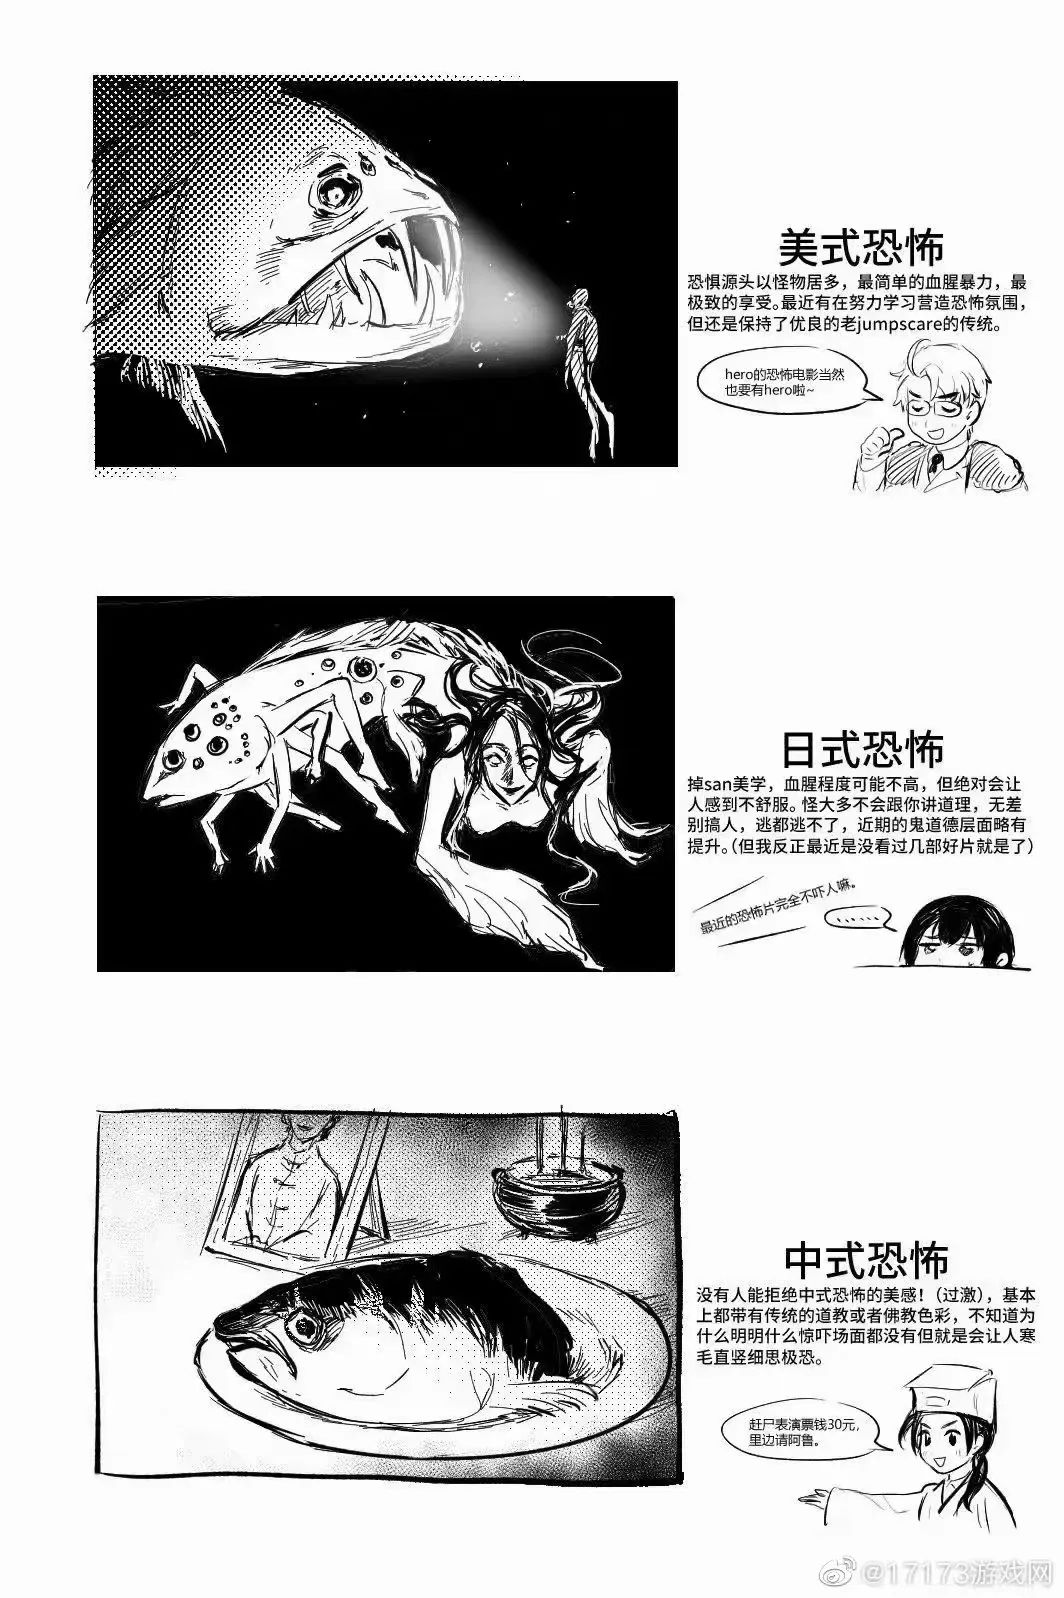 美式恐怖
恐惧源头以怪物居多，最简单的血腥暴力，最
极致的享受。最近有在努力学习营造恐怖氛围，
但还是保持了优良的老jumpscare的传统。
hero的恐怖电影当然
也要有hero啦~
日式恐怖
掉san美学，血腥程度可能不高，但绝对会让
人感到不舒服。怪大多不会跟你讲道理，无差
别搞人，逃都逃不了，近期的鬼道德层面略有
提升。（但我反正最近是没看过几部好片就是了）
最近的恐怖片完全不吓人嘛。
……
中式恐怖
没有人能拒绝中式恐怖的美感！（过激），基本
上都带有传统的道教或者佛教色彩，不知道为
什么明明什么惊吓场面都没有但就是会让人寒
毛直竖细思极恐。
赶尸表演票钱30元，
里边请阿鲁。
@17173游戏网